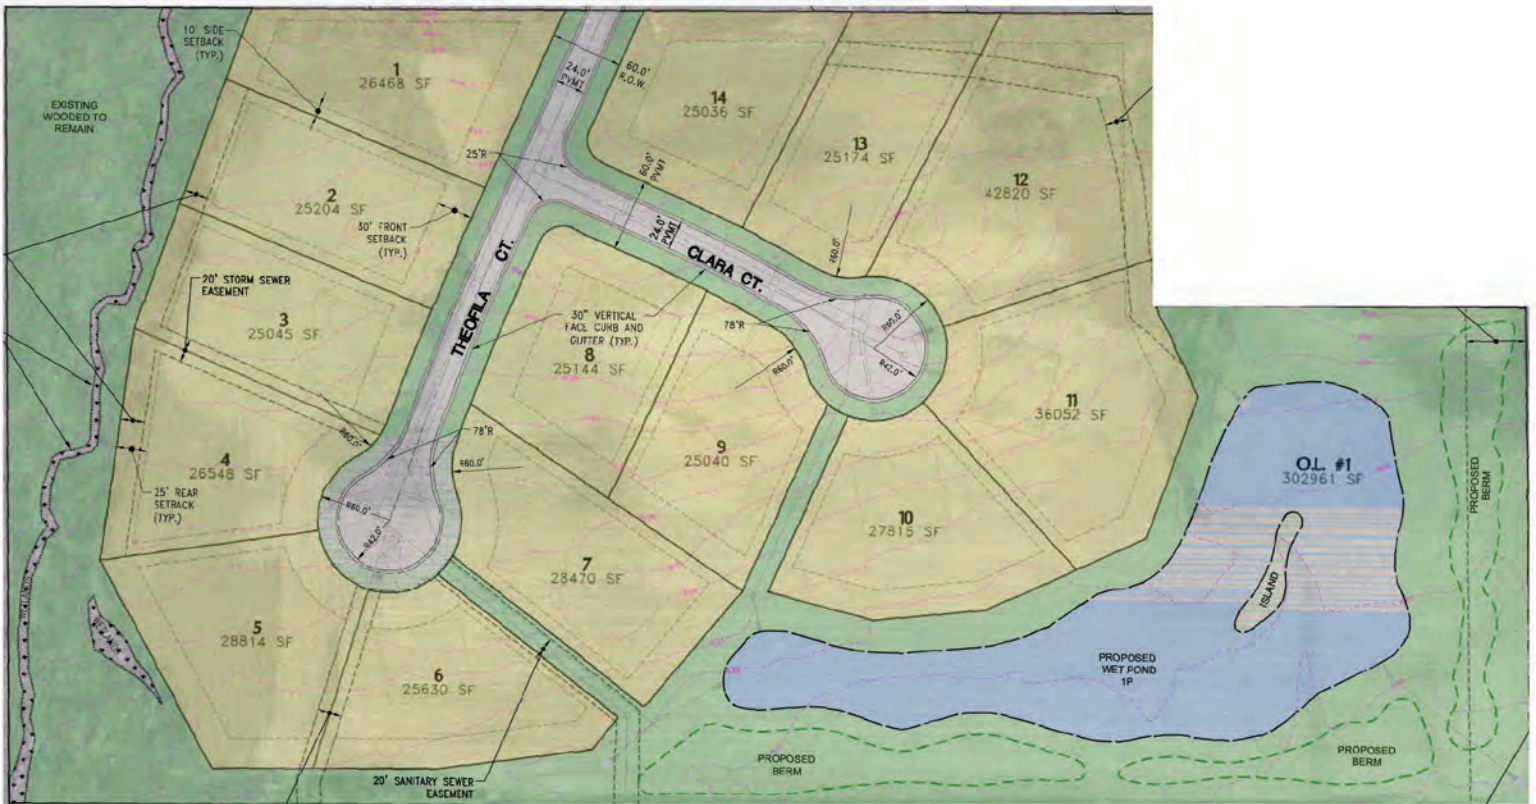 10' SIDE
SETBACK
(TYP.)
EXISTING
WOODED TO
REMAIN
1
26468 SF
24.0'
PVMT
60.0'
R.O.W.
14
25036 SF
13
25174 SF
12
42820 SF
25'R
60.0'
PVMT
2
25204 SF
30' FRONT
SETBACK
(TYP.)
24.0'
PVMT
CLARA CT.
R60.0'
THEOFILA CT.
20' STORM SEWER
EASEMENT
3
25045 SF
30" VERTICAL
FACE CURB AND
GUTTER (TYP.)
8
25144 SF
78'R
R60.0'
R60.0'
R42.0'
11
36052 SF
R60.0'
78'R
R60.0'
4
26548 SF
9
25040 SF
O.L. #1
302961 SF
PROPOSED
BERM
25' REAR
SETBACK
(TYP.)
R60.0'
R42.0'
10
27815 SF
7
28470 SF
ISLAND
5
28814 SF
6
25630 SF
PROPOSED
WET POND
1P
PROPOSED
BERM
PROPOSED
BERM
20' SANITARY SEWER
EASEMENT